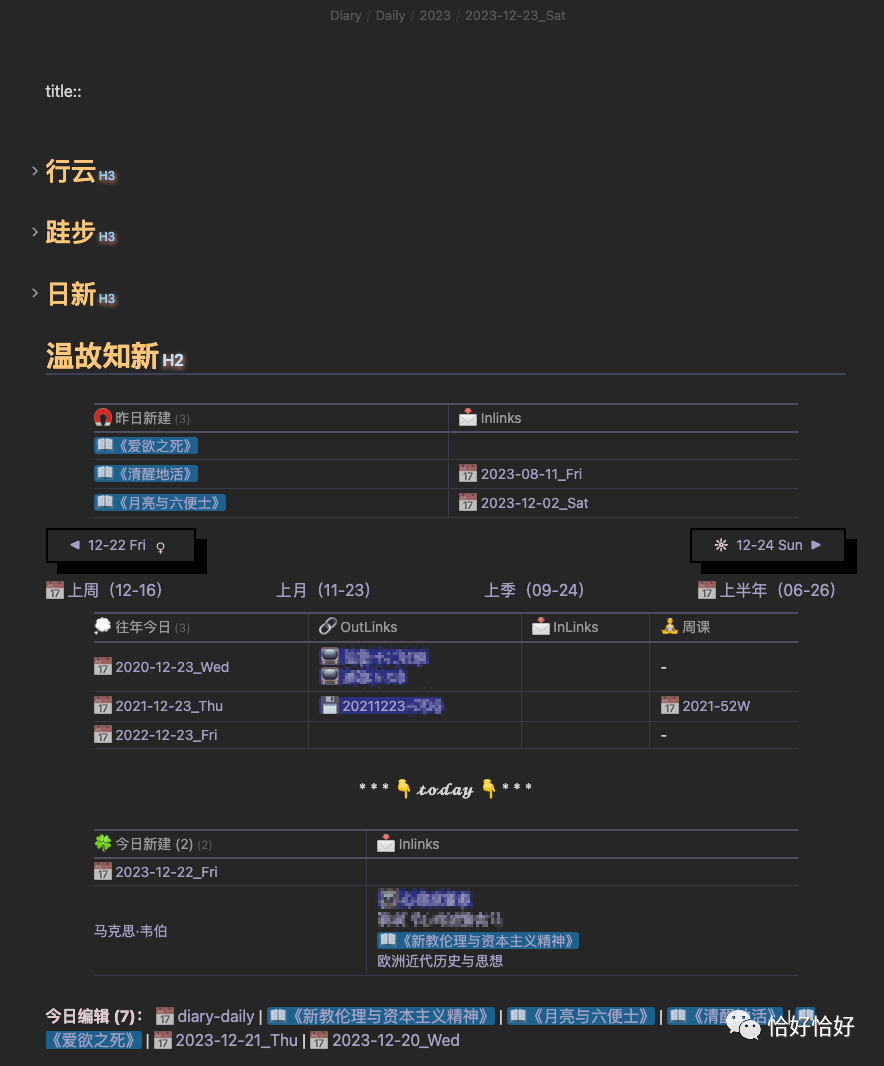 Diary / Daily / 2023 / 2023-12-23_Sat
title::
行云 H3
跬步 H3
日新 H3
温故知新 H2
昨日新建 (3) Inlinks
《爱欲之死》
《清醒地活》 2023-08-11_Fri
《月亮与六便士》 2023-12-02_Sat
◀ 12-22 Fri ♀ ☼ 12-24 Sun ▶
上周（12-16） 上月（11-23） 上季（09-24） 上半年（06-26）
往年今日 (3) OutLinks InLinks 周课
2020-12-23_Wed -
2021-12-23_Thu 20211223 2021-52W
2022-12-23_Fri -
* * * 👇 𝓽𝓸𝓭𝓪𝔂 👇 * * *
今日新建 (2) (2) Inlinks
2023-12-22_Fri
马克思·韦伯
《新教伦理与资本主义精神》
欧洲近代历史与思想
今日编辑 (7)： diary-daily | 《新教伦理与资本主义精神》 | 《月亮与六便士》 | 《清醒地活》 |
《爱欲之死》 | 2023-12-21_Thu | 2023-12-20_Wed
恰好恰好